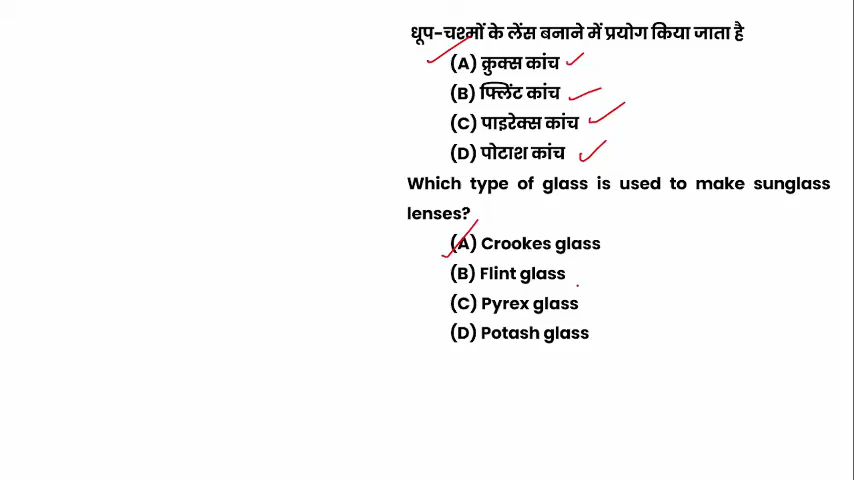 धूप-चश्मों के लेंस बनाने में प्रयोग किया जाता है
(A) क्रुक्स कांच
(B) फ्लिंट कांच
(C) पाइरेक्स कांच
(D) पोटाश कांच
Which type of glass is used to make sunglass
lenses?
(A) Crookes glass
(B) Flint glass
(C) Pyrex glass
(D) Potash glass